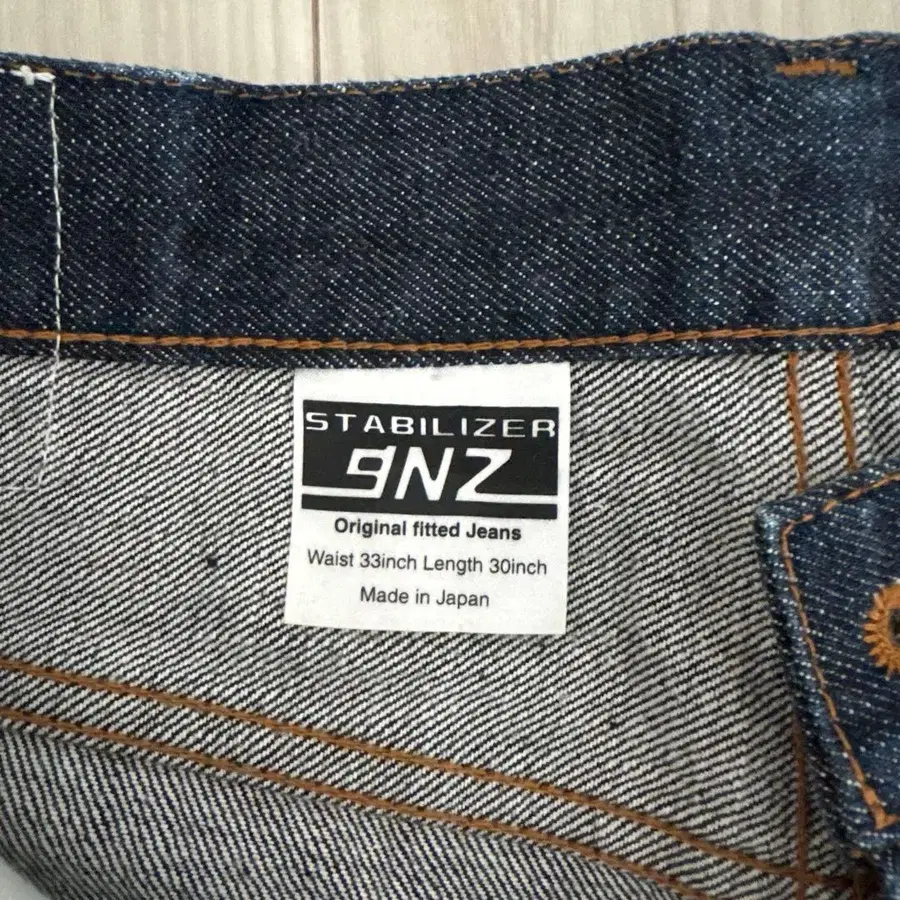 STABILIZER
gNZ
Original fitted Jeans
Waist 33inch Length 30inch
Made in Japan